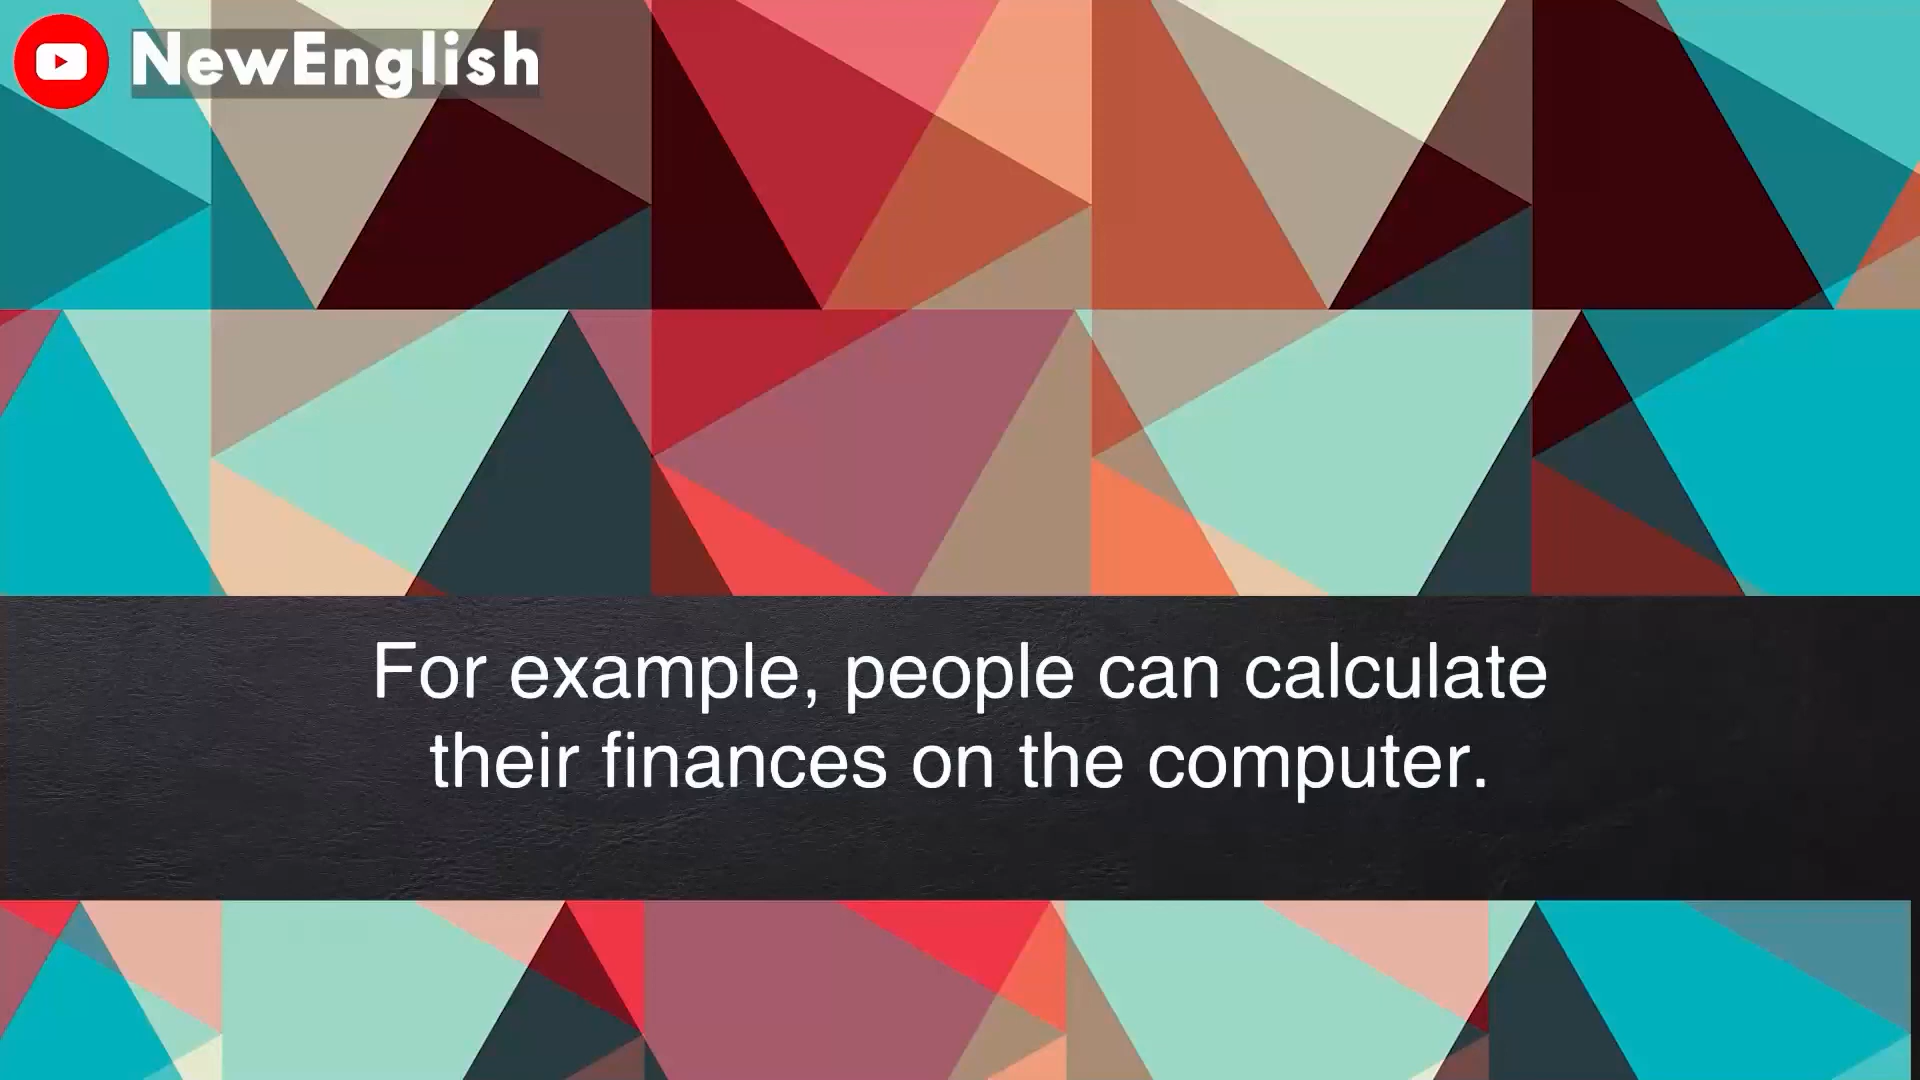 NewEnglish
For example, people can calculate
their finances on the computer.